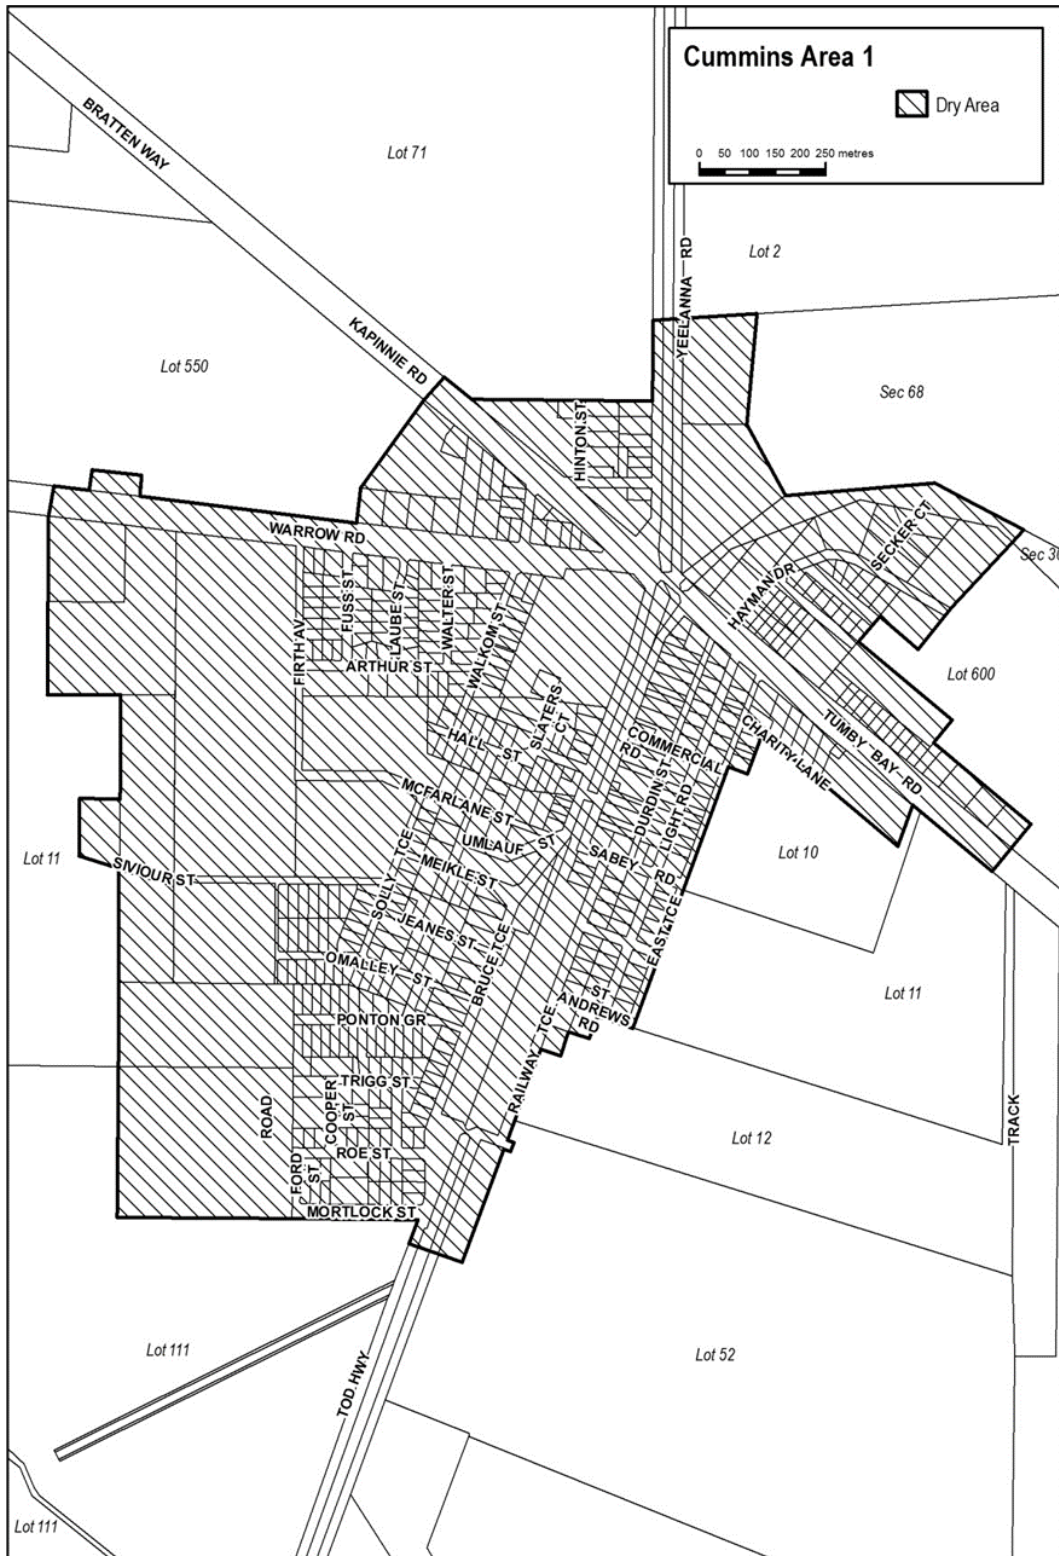 Cummins Area 1
Dry Area
0 50 100 150 200 250 metres
BRATTEN WAY
Lot 71
Lot 2
YEELANNA RD
KAPINNIE RD
Lot 550
Sec 68
HINTON ST
WARROW RD
SECKER CT
HAYMAN DR
FUSS ST
LAUBE ST
WALTER ST
WALKOM ST
FIRTH AV
ARTHUR ST
Lot 600
SLATERS
CT
HALL ST
COMMERCIAL
RD
CHARITY LANE
TUMBY BAY RD
DURDIN ST
LIGHT RD
MCFARLANE ST
UMLAUF ST
Lot 10
Lot 11
SIVIOUR ST
MEIKLE ST
SABEY
RD
SOLLY TCE
JEANES ST
EAST TCE
OMALLEY ST
BRUCE TCE
Lot 11
ST
ANDREWS
RD
PONTON GR
RAILWAY TCE
TRIGG ST
COOPER
ST
ROAD
TRACK
Lot 12
ROE ST
FORD
ST
MORTLOCK ST
Lot 111
Lot 52
TOD HWY
Lot 111